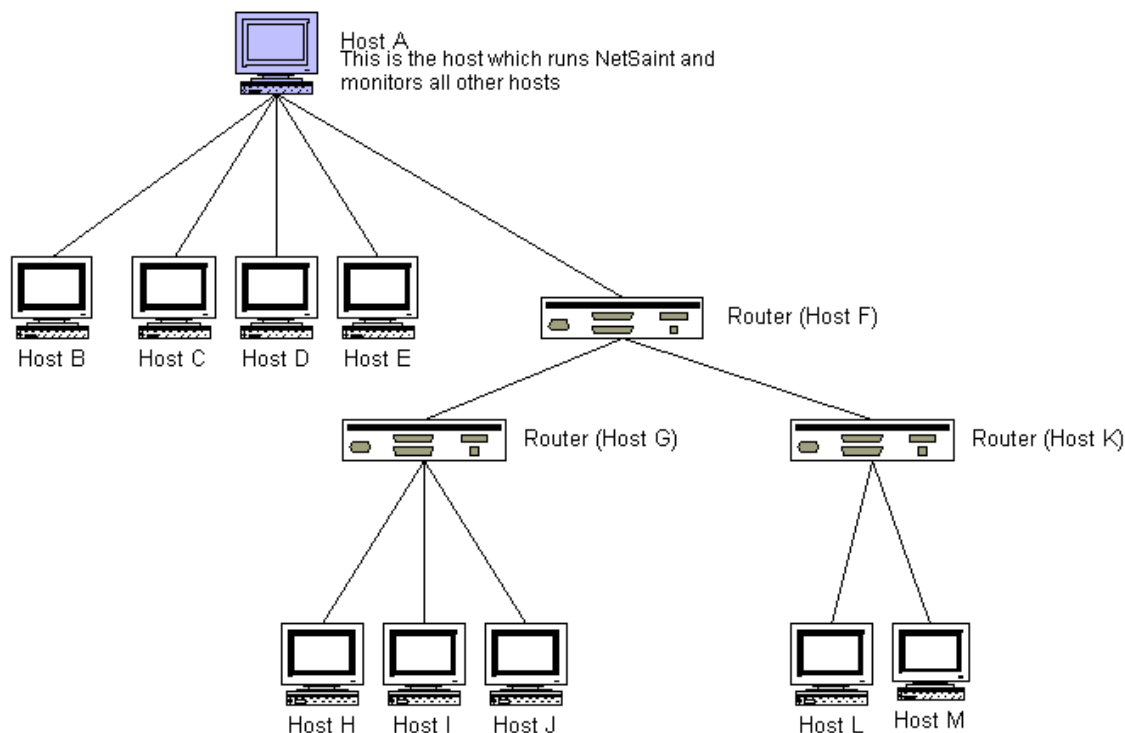 Host A
This is the host which runs NetSaint and
monitors all other hosts
Host B
Host C
Host D
Host E
Router (Host F)
Router (Host G)
Router (Host K)
Host H
Host I
Host J
Host L
Host M